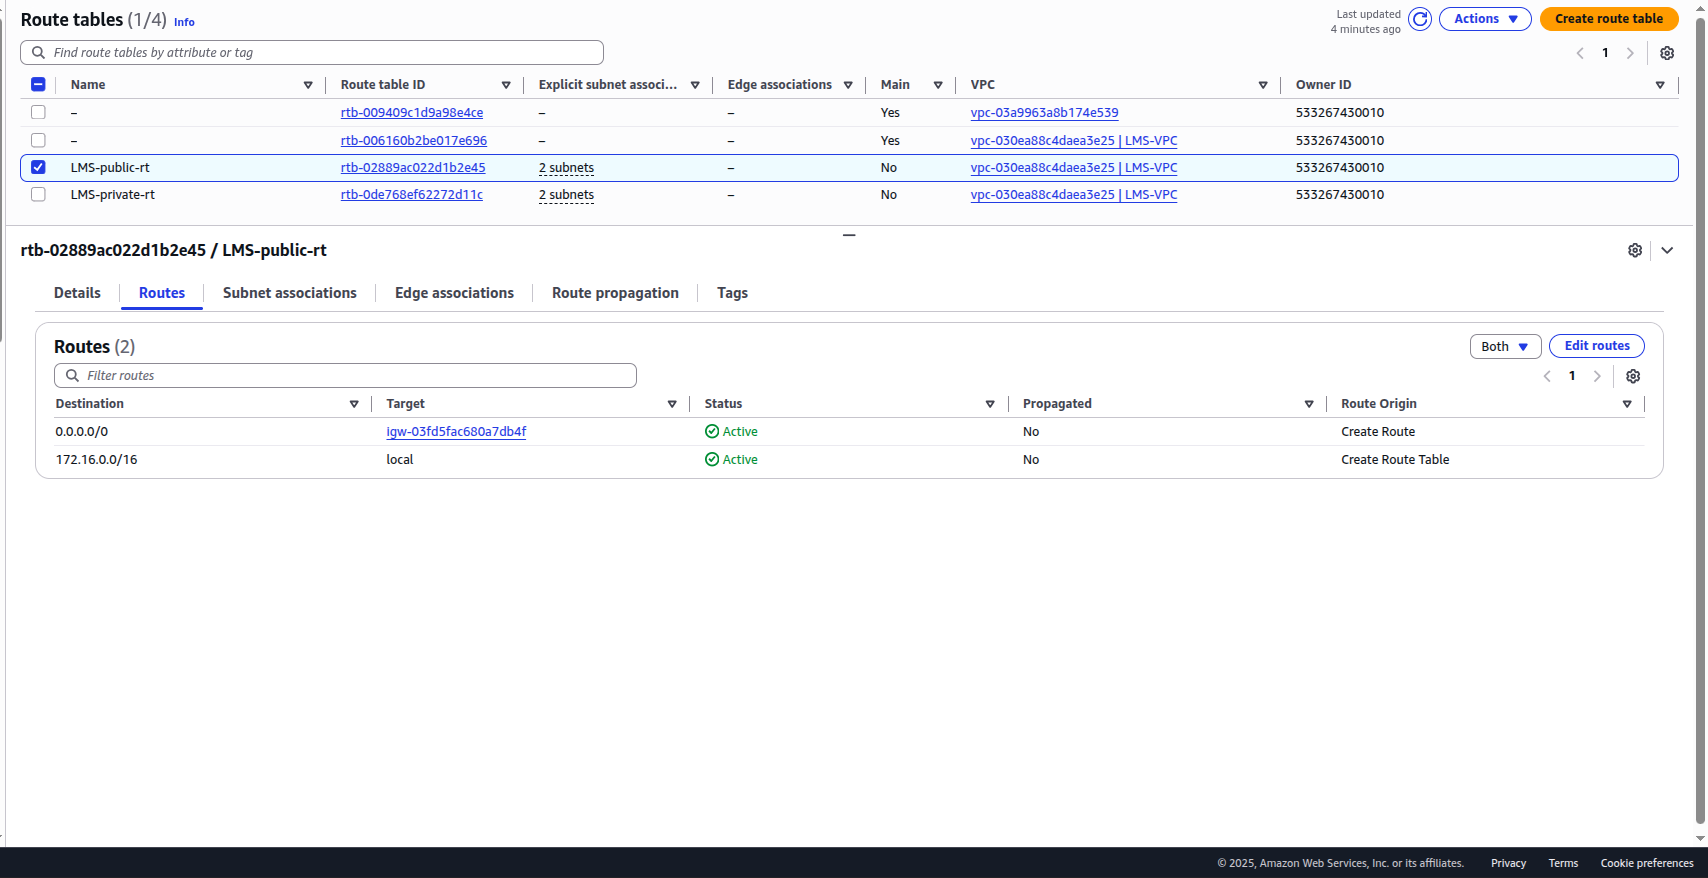 Route tables (1/4) Info
Last updated
4 minutes ago
Actions
Create route table
Find route tables by attribute or tag
1
Name Route table ID Explicit subnet associ... Edge associations Main VPC Owner ID
– rtb-009409c1d9a98e4ce – – Yes vpc-03a9963a8b174e539 533267430010
– rtb-006160b2be017e696 – – Yes vpc-030ea88c4daea3e25 | LMS-VPC 533267430010
LMS-public-rt rtb-02889ac022d1b2e45 2 subnets – No vpc-030ea88c4daea3e25 | LMS-VPC 533267430010
LMS-private-rt rtb-0de768ef62272d11c 2 subnets – No vpc-030ea88c4daea3e25 | LMS-VPC 533267430010
rtb-02889ac022d1b2e45 / LMS-public-rt
Details Routes Subnet associations Edge associations Route propagation Tags
Routes (2)
Both
Edit routes
Filter routes
1
Destination Target Status Propagated Route Origin
0.0.0.0/0 igw-03fd5fac680a7db4f Active No Create Route
172.16.0.0/16 local Active No Create Route Table
© 2025, Amazon Web Services, Inc. or its affiliates. Privacy Terms Cookie preferences